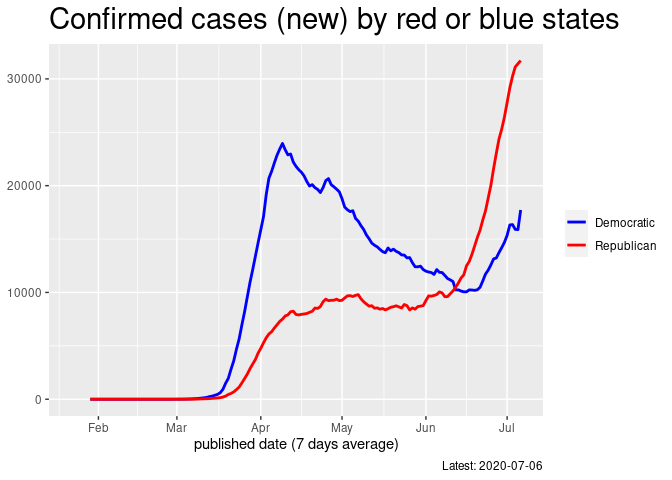 Confirmed cases (new) by red or blue states
30000
20000
10000
0
Feb Mar Apr May Jun Jul
published date (7 days average)
Democratic
Republican
Latest: 2020-07-06